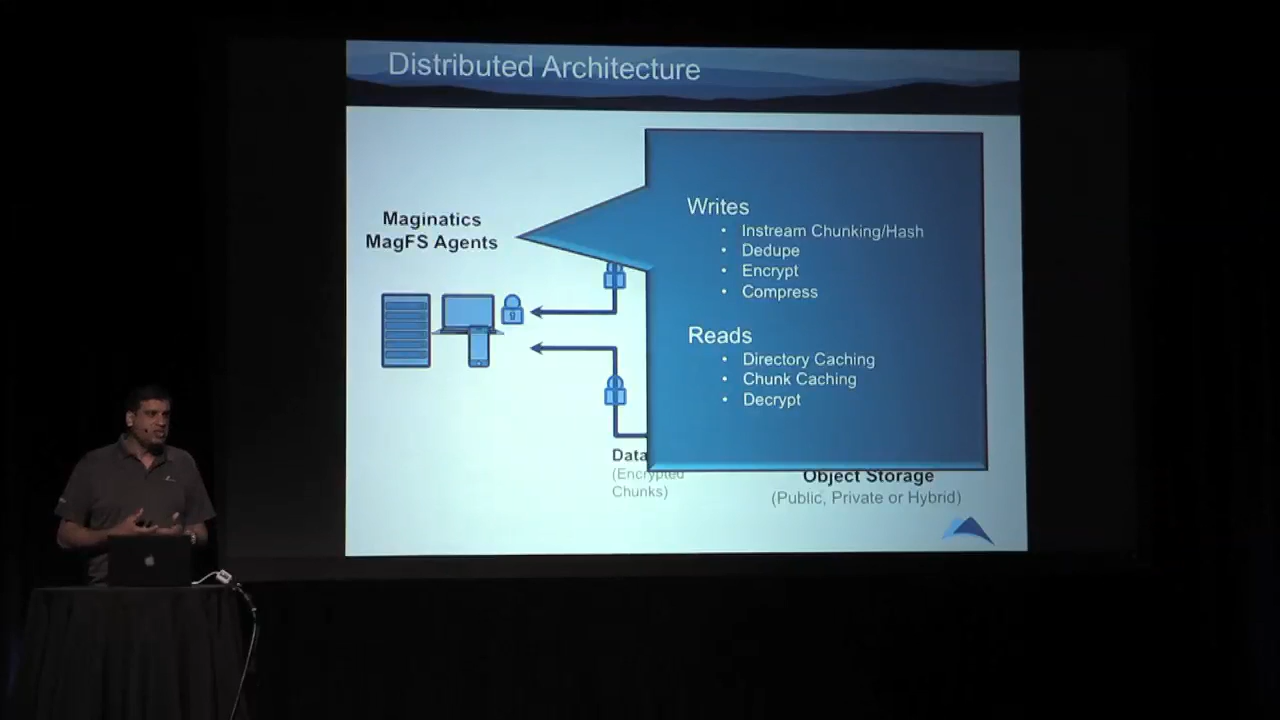 Distributed Architecture
Maginatics
MagFS Agents
Writes
• Instream Chunking/Hash
• Dedupe
• Encrypt
• Compress
Reads
• Directory Caching
• Chunk Caching
• Decrypt
Data
(Encrypted
Chunks)
Object Storage
(Public, Private or Hybrid)